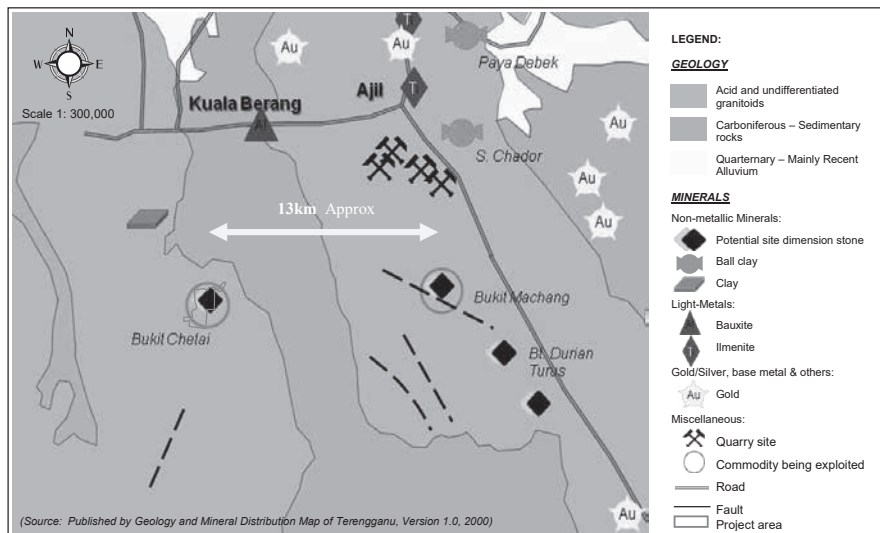 N
W E
S
Scale 1: 300,000
Kuala Berang
Al
Ajil
T
T
Au
Au
Paya Debek
S. Chador
Au
Au
Au
13km Approx
Bukit Chetai
Bukit Machang
Bt. Durian
Turus
Au
(Source: Published by Geology and Mineral Distribution Map of Terengganu, Version 1.0, 2000)
LEGEND:
GEOLOGY
Acid and undifferentiated
granitoids
Carboniferous – Sedimentary
rocks
Quarternary – Mainly Recent
Alluvium
MINERALS
Non-metallic Minerals:
Potential site dimension stone
Ball clay
Clay
Light-Metals:
Al
Bauxite
T
Ilmenite
Gold/Silver, base metal & others:
Au
Gold
Miscellaneous:
Quarry site
Commodity being exploited
Road
Fault
Project area